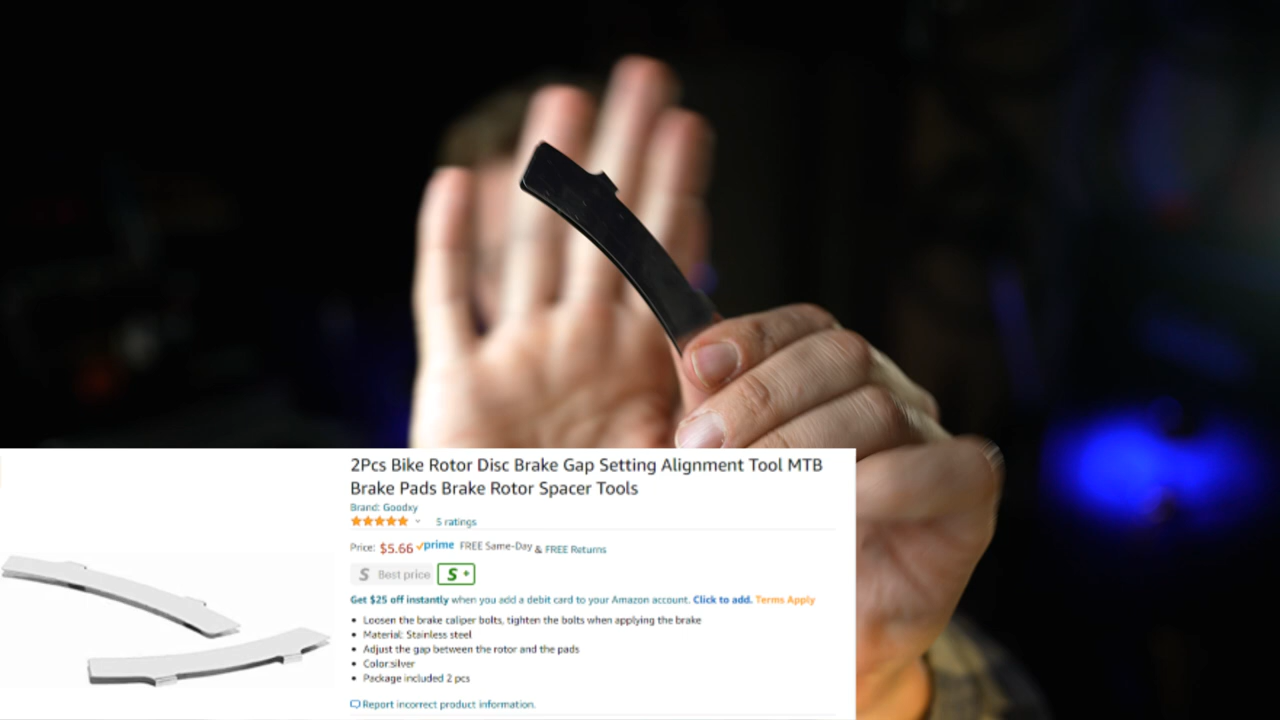 2Pcs Bike Rotor Disc Brake Gap Setting Alignment Tool MTB
Brake Pads Brake Rotor Spacer Tools
Brand: Goodxy
5 ratings
Price: $5.66 prime FREE Same-Day & FREE Returns
S Best price S +
Get $25 off instantly when you add a debit card to your Amazon account. Click to add. Terms Apply
• Loosen the brake caliper bolts, tighten the bolts when applying the brake
• Material: Stainless steel
• Adjust the gap between the rotor and the pads
• Color:silver
• Package included 2 pcs
Report incorrect product information.